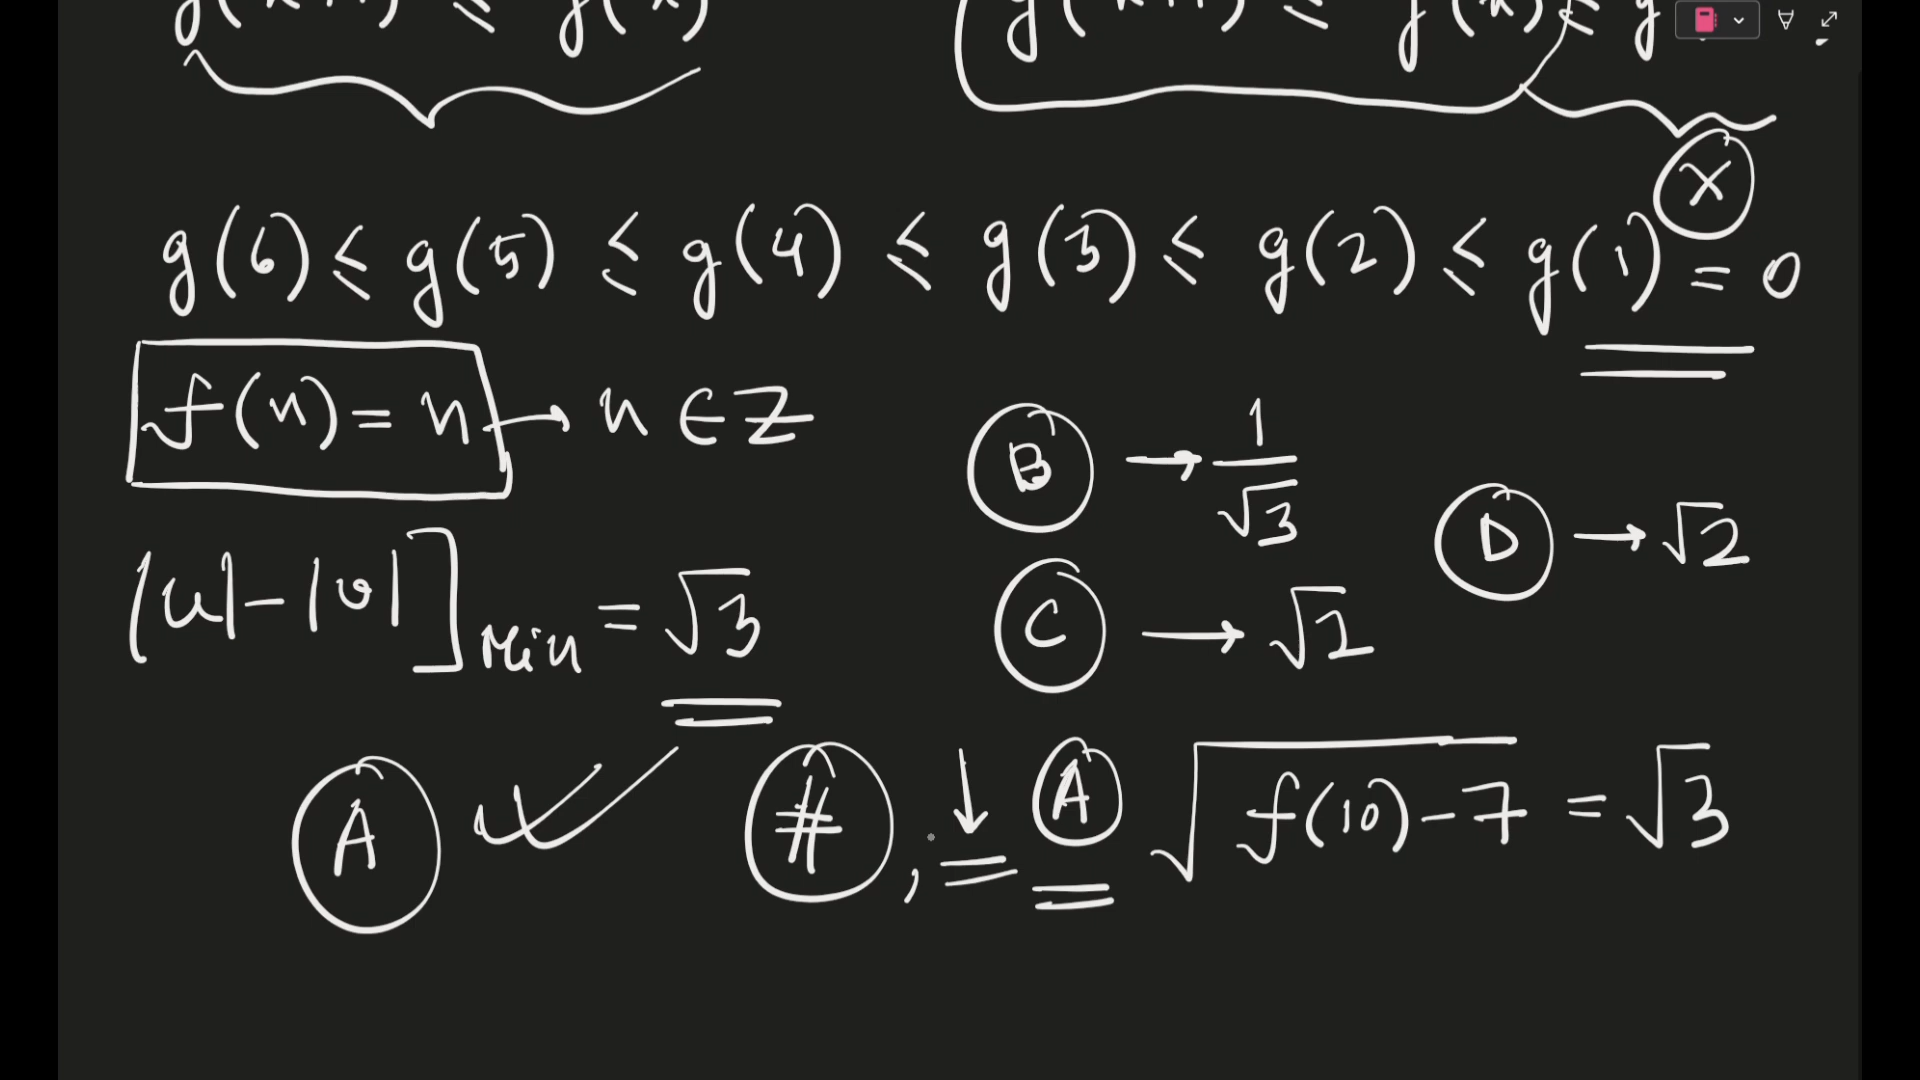 g(6) ≤ g(5) ≤ g(4) ≤ g(3) ≤ g(2) ≤ g(1) = 0
X
f(n) = n → n ∈ Z
B → 1/√3
D → √2
[|u| - |v|]Min = √3
C → √2
A ✓
# , = A √(f(10) - 7) = √3